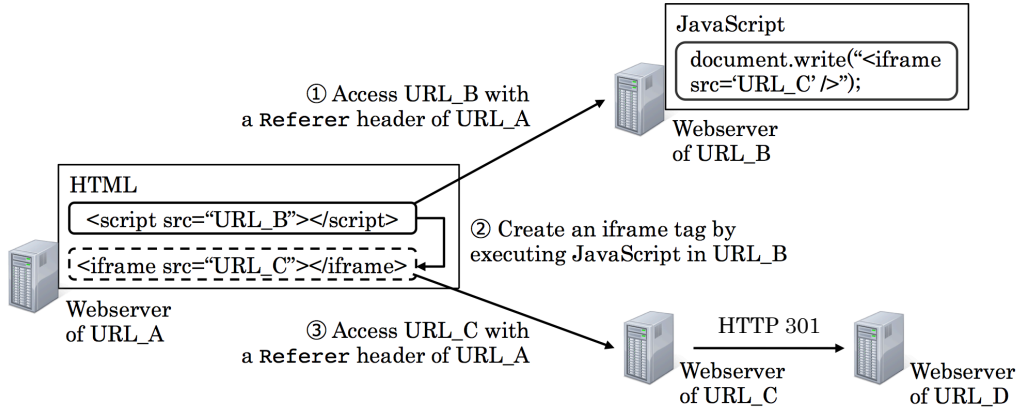 JavaScript
document.write(“<iframe
src=‘URL_C’ />”);
① Access URL_B with
a Referer header of URL_A
Webserver
of URL_B
HTML
<script src=“URL_B”></script>
<iframe src=“URL_C”></iframe>
② Create an iframe tag by
executing JavaScript in URL_B
Webserver
of URL_A
③ Access URL_C with
a Referer header of URL_A
HTTP 301
Webserver
of URL_C
Webserver
of URL_D